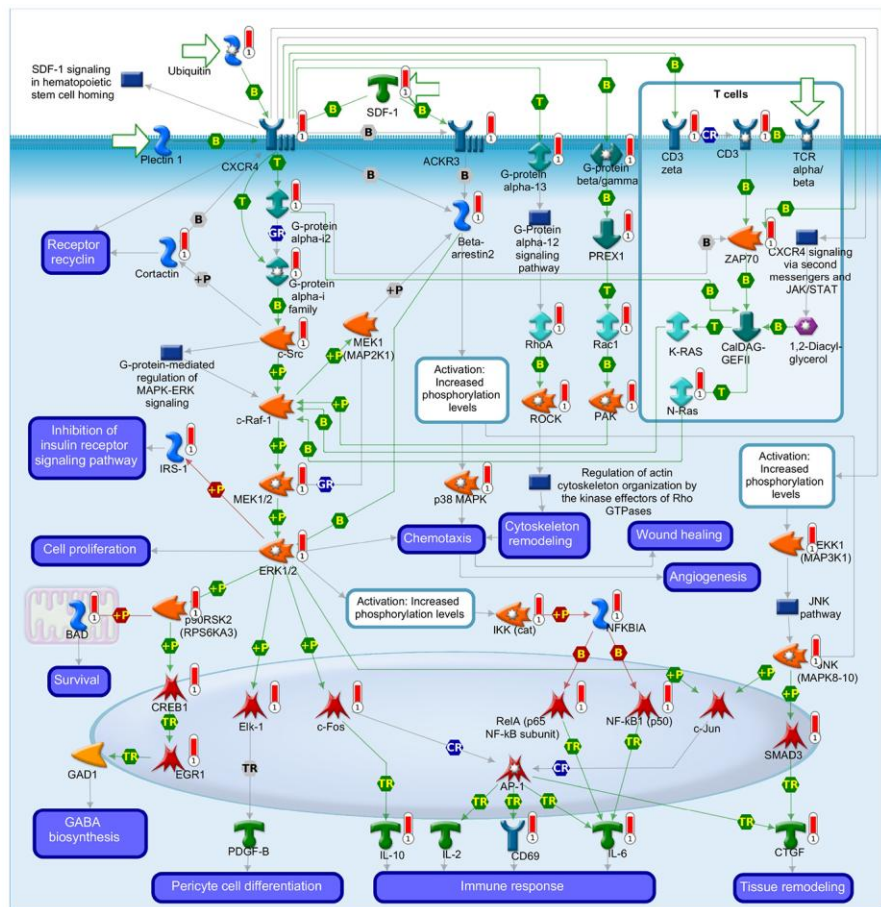 Ubiquitin
SDF-1 signaling
in hematopoietic
stem cell homing
SDF-1
T cells
Plectin 1
CXCR4
ACKR3
G-protein
alpha-13
G-protein
beta/gamma
CD3
zeta
CD3
TCR
alpha/
beta
Receptor
recyclin
Cortactin
G-protein
alpha-i2
G-protein
alpha-i
family
Beta-
arrestin2
G-Protein
alpha-12
signaling
pathway
PREX1
ZAP70
CXCR4 signaling
via second
messengers and
JAK/STAT
c-Src
MEK1
(MAP2K1)
RhoA
Rac1
K-RAS
CalDAG-
GEFII
1,2-Diacyl-
glycerol
G-protein-mediated
regulation of
MAPK-ERK
signaling
c-Raf-1
Activation:
Increased
phosphorylation
levels
ROCK
PAK
N-Ras
Inhibition of
insulin receptor
signaling pathway
IRS-1
MEK1/2
p38 MAPK
Regulation of actin
cytoskeleton organization by
the kinase effectors of Rho
GTPases
Activation:
Increased
phosphorylation
levels
Cell proliferation
ERK1/2
Chemotaxis
Cytoskeleton
remodeling
Wound healing
Angiogenesis
EKK1
(MAP3K1)
BAD
p90RSK2
(RPS6KA3)
Activation: Increased
phosphorylation levels
IKK (cat)
NFKBIA
JNK
pathway
JNK
(MAPK8-10)
Survival
CREB1
Elk-1
c-Fos
RelA (p65
NF-kB subunit)
NF-kB1 (p50)
c-Jun
SMAD3
GAD1
EGR1
AP-1
GABA
biosynthesis
PDGF-B
IL-10
IL-2
CD69
IL-6
CTGF
Pericyte cell differentiation
Immune response
Tissue remodeling